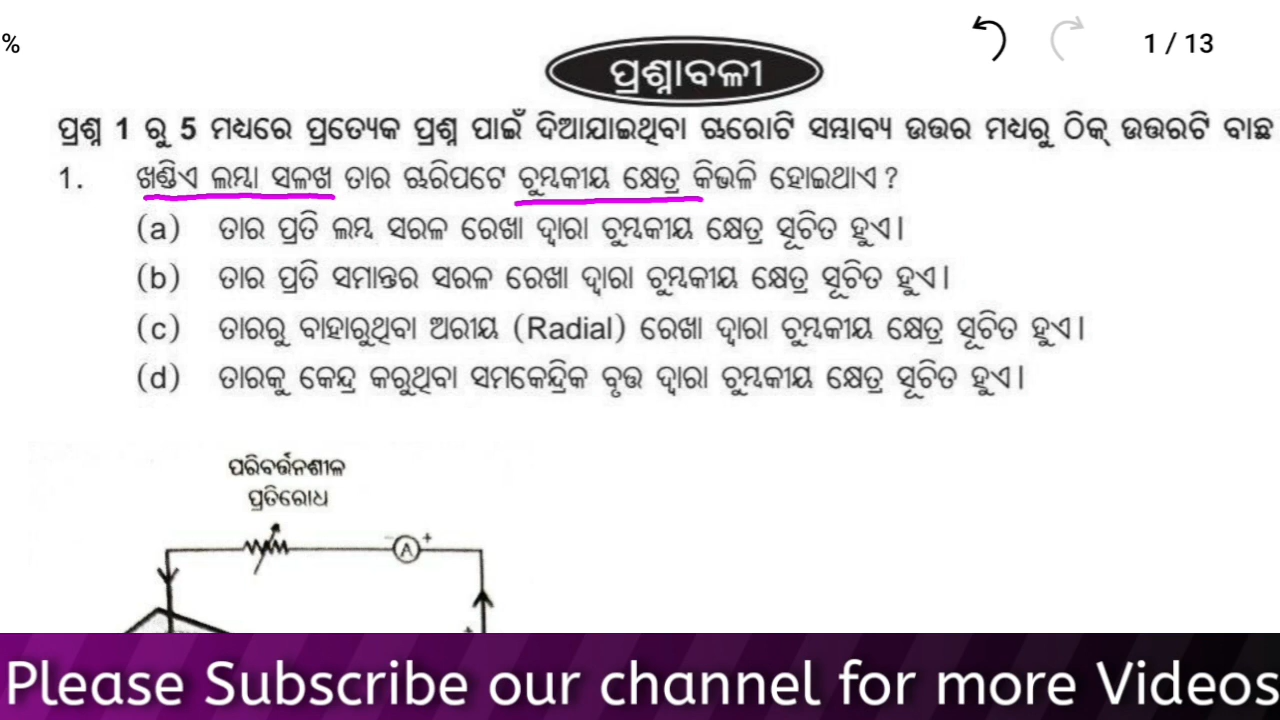 %
1 / 13
ପ୍ରଶ୍ନାବଳୀ
ପ୍ରଶ୍ନ 1 ରୁ 5 ମଧ୍ୟରେ ପ୍ରତ୍ୟେକ ପ୍ରଶ୍ନ ପାଇଁ ଦିଆଯାଇଥିବା ଚାରୋଟି ସମ୍ଭାବ୍ୟ ଉତ୍ତର ମଧ୍ୟରୁ ଠିକ୍ ଉତ୍ତରଟି ବାଛ
1. ଖଣ୍ଡିଏ ଲମ୍ବା ସଳଖ ତାର ଚାରିପଟେ ଚୁମ୍ବକୀୟ କ୍ଷେତ୍ର କିଭଳି ହୋଇଥାଏ ?
(a) ତାର ପ୍ରତି ଲମ୍ବ ସରଳ ରେଖା ଦ୍ୱାରା ଚୁମ୍ବକୀୟ କ୍ଷେତ୍ର ସୂଚିତ ହୁଏ।
(b) ତାର ପ୍ରତି ସମାନ୍ତର ସରଳ ରେଖା ଦ୍ୱାରା ଚୁମ୍ବକୀୟ କ୍ଷେତ୍ର ସୂଚିତ ହୁଏ।
(c) ତାରରୁ ବାହାରୁଥିବା ଅରୀୟ (Radial) ରେଖା ଦ୍ୱାରା ଚୁମ୍ବକୀୟ କ୍ଷେତ୍ର ସୂଚିତ ହୁଏ।
(d) ତାରକୁ କେନ୍ଦ୍ର କରୁଥିବା ସମକେନ୍ଦ୍ରିକ ବୃତ୍ତ ଦ୍ୱାରା ଚୁମ୍ବକୀୟ କ୍ଷେତ୍ର ସୂଚିତ ହୁଏ।
ପରିବର୍ତ୍ତନଶୀଳ
ପ୍ରତିରୋଧ
- A +
+
Please Subscribe our channel for more Videos